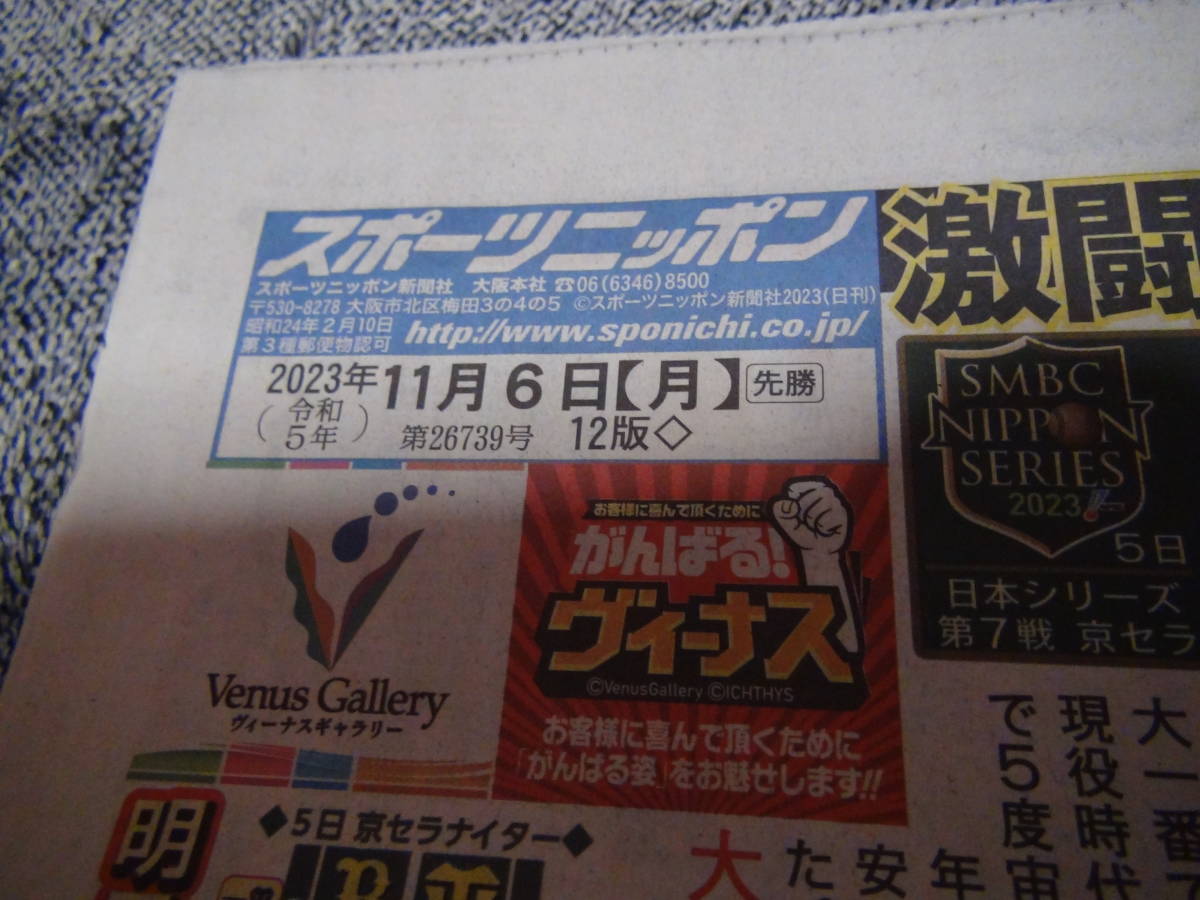 スポーツニッポン
スポーツニッポン新聞社 大阪本社 ☎06(6346)8500
〒530-8278 大阪市北区梅田3の4の5 ©スポーツニッポン新聞社2023(日刊)
昭和24年2月10日
第3種郵便物認可
http://www.sponichi.co.jp/
2023年11月6日【月】先勝
(令和5年)
第26739号 12版◇
激闘
SMBC
NIPPON
SERIES
2023
5日
日本シリーズ
第7戦 京セラ
Venus Gallery
ヴィーナスギャラリー
お客様に喜んで頂くために
がんばる!
ヴィーナス
©VenusGallery ©ICHTHYS
お客様に喜んで頂くために
「がんばる姿」をお魅せします!!
大一番で
現役時代
で5度宙
年
安
た
大
◆5日 京セラナイター◆
明